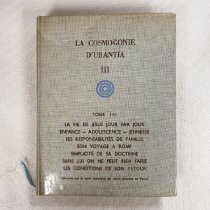 LA COSMOGONIE
D'URANTIA
III
TOME III
LA VIE DE JÉSUS JOUR PAR JOUR
ENFANCE - ADOLESCENCE - JEUNESSE
SES RESPONSABILITÉS DE FAMILLE
SON VOYAGE A ROME
SIMPLICITÉ DE SA DOCTRINE
SANS LUI ON NE PEUT RIEN FAIRE
LES CONDITIONS DE SON RETOUR